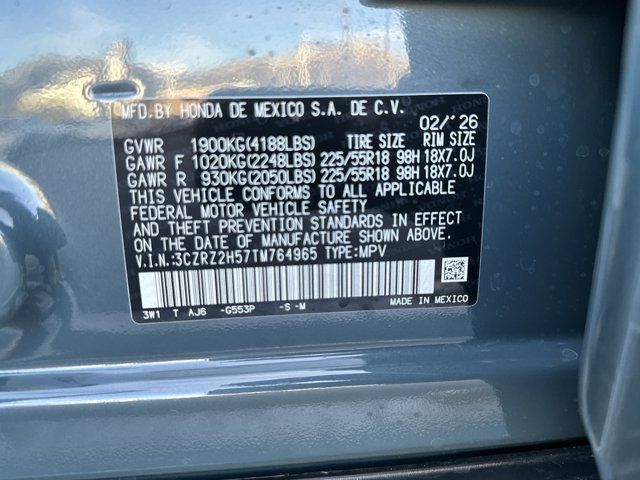 MFD. BY HONDA DE MEXICO S.A. DE C.V.
02/'26
GVWR 1900KG(4188LBS) TIRE SIZE RIM SIZE
GAWR F 1020KG(2248LBS) 225/55R18 98H 18X7.0J
GAWR R 930KG(2050LBS) 225/55R18 98H 18X7.0J
THIS VEHICLE CONFORMS TO ALL APPLICABLE
FEDERAL MOTOR VEHICLE SAFETY
AND THEFT PREVENTION STANDARDS IN EFFECT
ON THE DATE OF MANUFACTURE SHOWN ABOVE.
V.I.N.:3CZRZ2H57TM764965 TYPE:MPV
3W1 T AJ6 -G553P -S -M MADE IN MEXICO